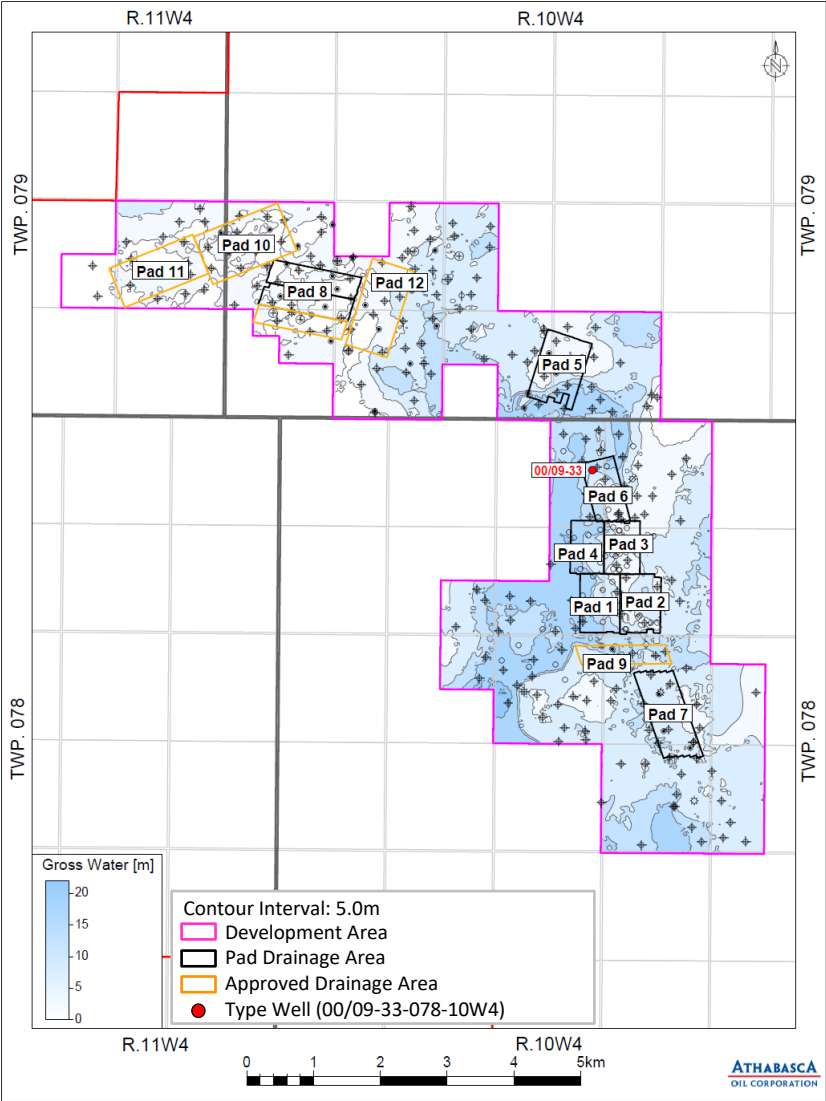 R.11W4 R.10W4
N
TWP. 079 TWP. 079
Pad 10
Pad 11
Pad 12
Pad 8
Pad 5
00/09-33
Pad 6
Pad 3
Pad 4
Pad 2
Pad 1
Pad 9
Pad 7
TWP. 078 TWP. 078
Gross Water [m]
20
15
10
5
0
Contour Interval: 5.0m
Development Area
Pad Drainage Area
Approved Drainage Area
Type Well (00/09-33-078-10W4)
R.11W4 R.10W4
0 1 2 3 4 5km
ATHABASCA
OIL CORPORATION